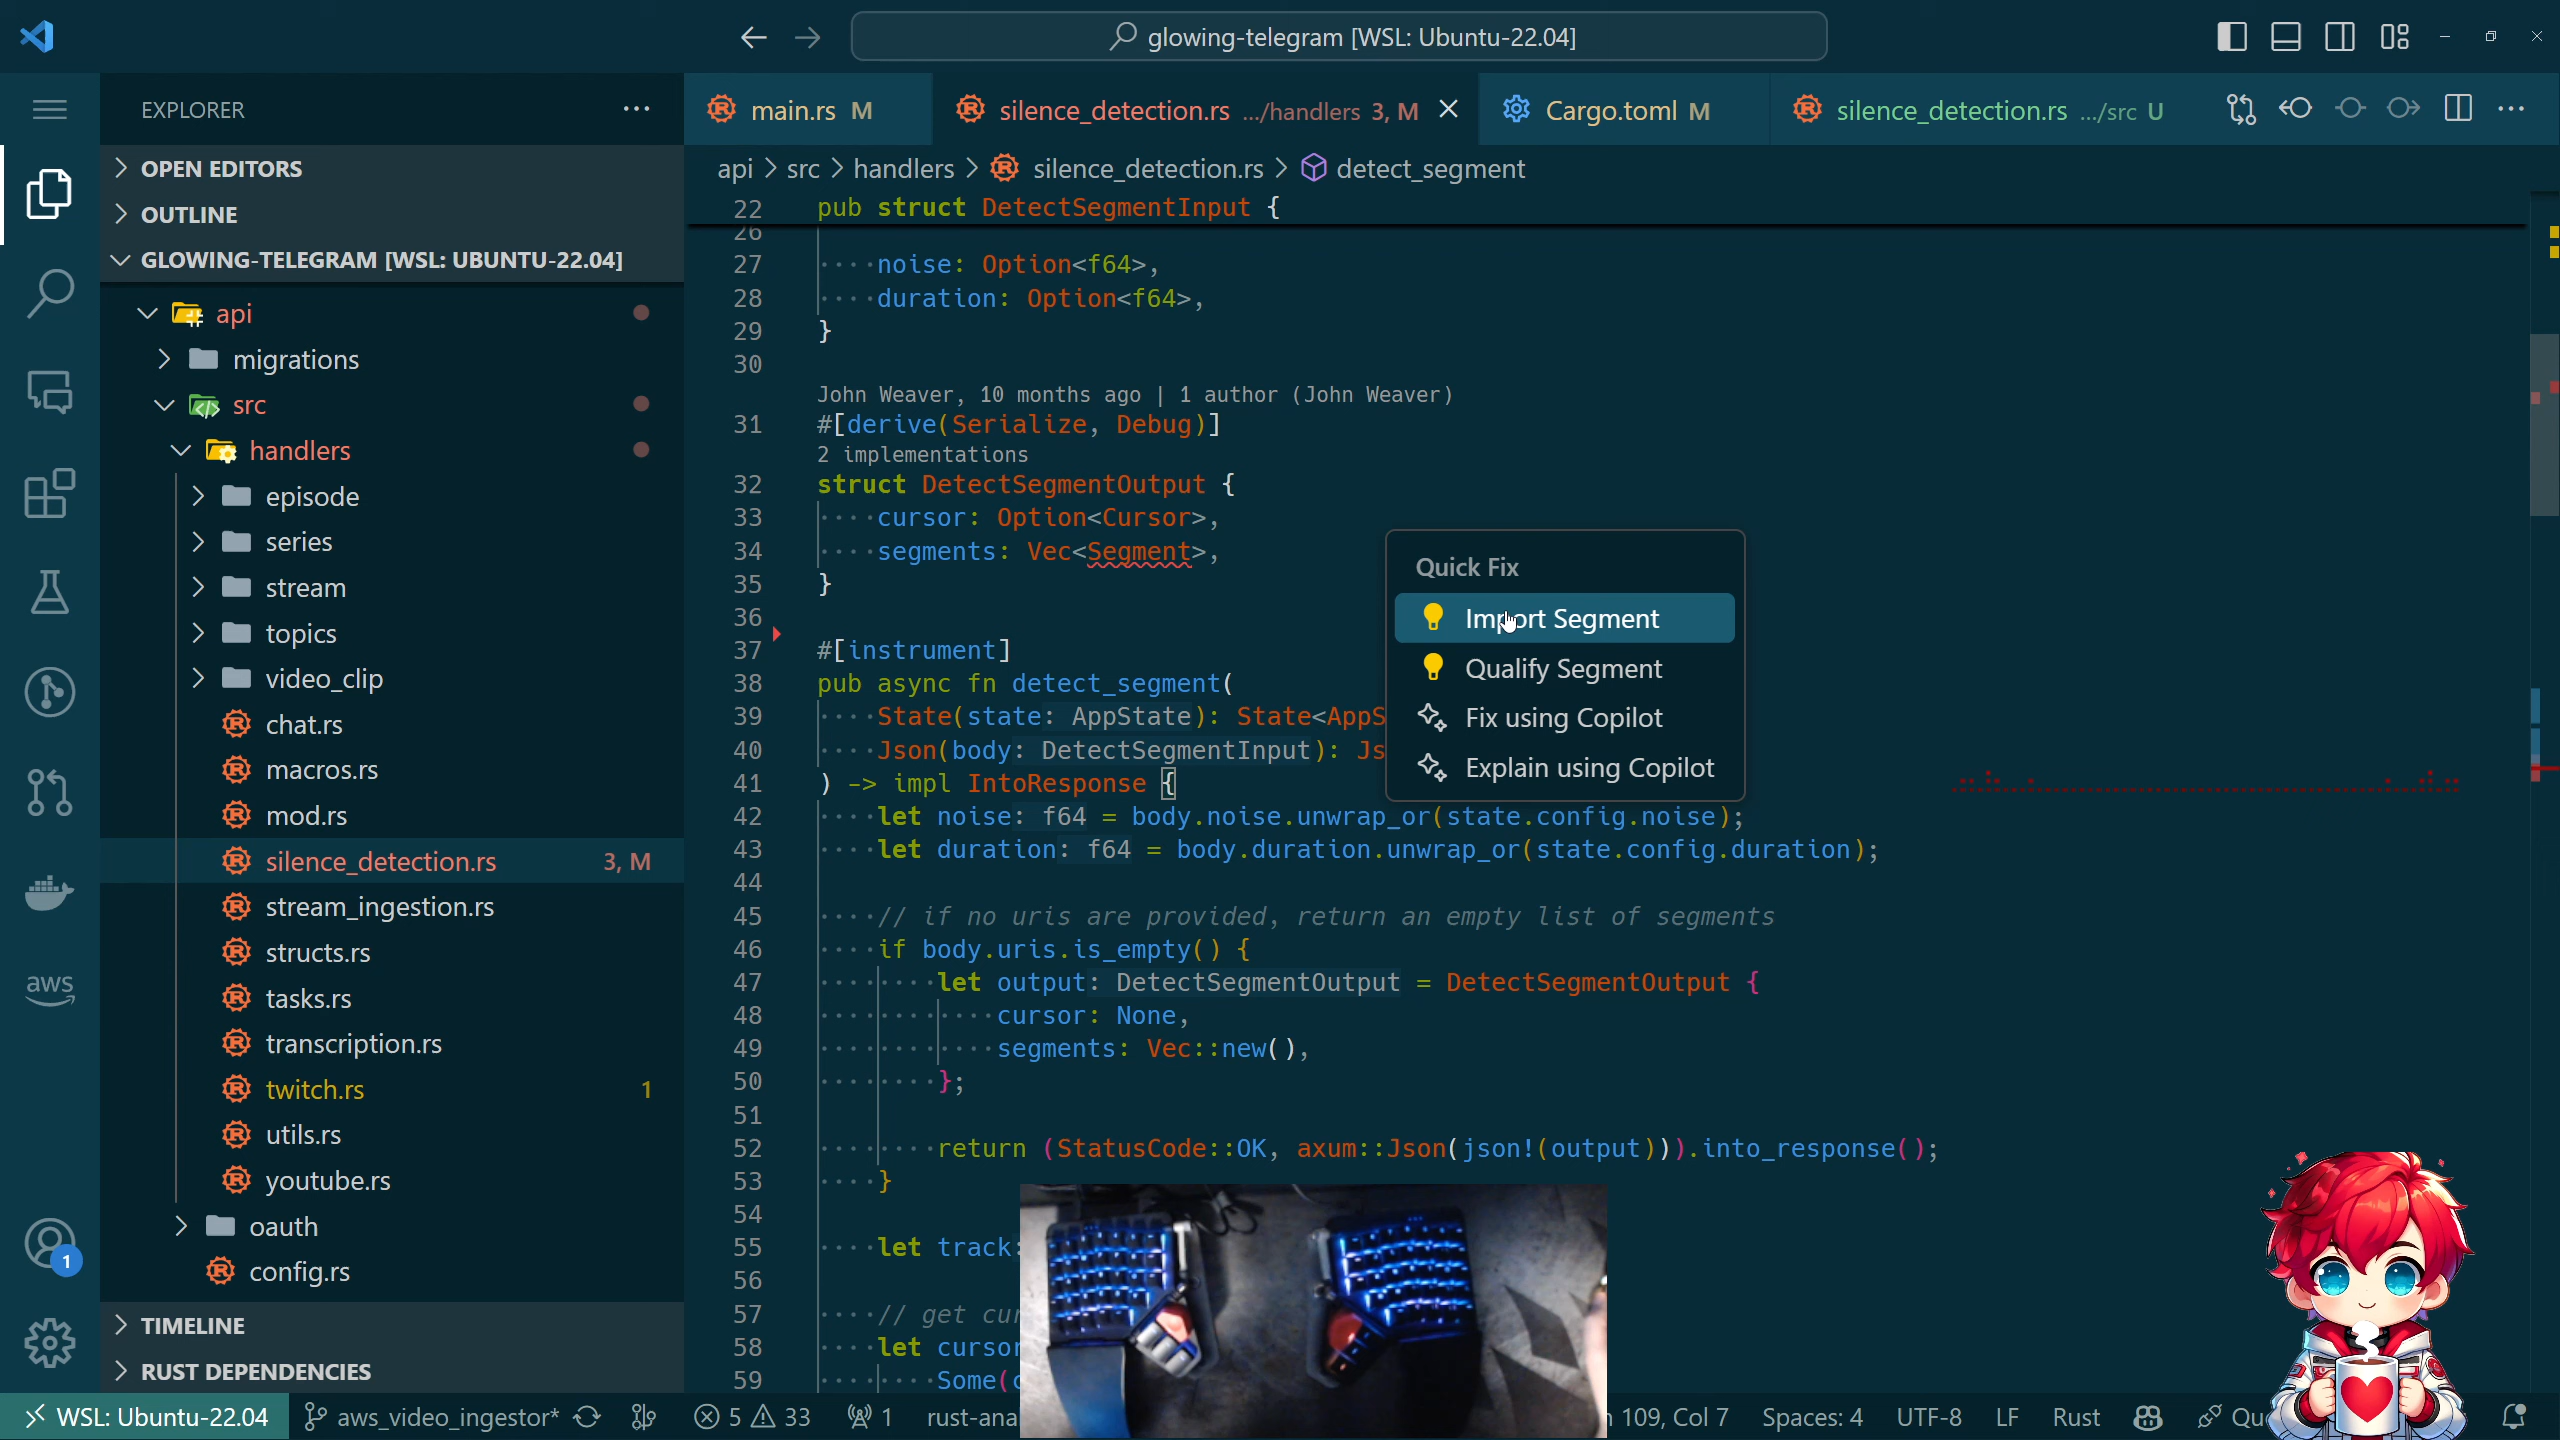 glowing-telegram [WSL: Ubuntu-22.04]
EXPLORER
OPEN EDITORS
OUTLINE
GLOWING-TELEGRAM [WSL: UBUNTU-22.04]
api
migrations
src
handlers
episode
series
stream
topics
video_clip
chat.rs
macros.rs
mod.rs
silence_detection.rs 3, M
stream_ingestion.rs
structs.rs
tasks.rs
transcription.rs
twitch.rs 1
utils.rs
youtube.rs
oauth
config.rs
TIMELINE
RUST DEPENDENCIES
aws
1
main.rs M
silence_detection.rs .../handlers 3, M
Cargo.toml M
silence_detection.rs .../src U
api > src > handlers > silence_detection.rs > detect_segment
22 pub struct DetectSegmentInput {
26
27 ····noise: Option<f64>,
28 ····duration: Option<f64>,
29 }
30
John Weaver, 10 months ago | 1 author (John Weaver)
31 #[derive(Serialize, Debug)]
2 implementations
32 struct DetectSegmentOutput {
33 ····cursor: Option<Cursor>,
34 ····segments: Vec<Segment>,
35 }
36
37 #[instrument]
38 pub async fn detect_segment(
39 ····State(state: AppState): State<AppS
40 ····Json(body: DetectSegmentInput): Js
41 ) -> impl IntoResponse {
42 ····let noise: f64 = body.noise.unwrap_or(state.config.noise);
43 ····let duration: f64 = body.duration.unwrap_or(state.config.duration);
44
45 ····// if no uris are provided, return an empty list of segments
46 ····if body.uris.is_empty() {
47 ········let output: DetectSegmentOutput = DetectSegmentOutput {
48 ············cursor: None,
49 ············segments: Vec::new(),
50 ········};
51
52 ········return (StatusCode::OK, axum::Json(json!(output))).into_response();
53 ····}
54
55 ····let track:
56
57 ····// get cur
58 ····let cursor
59 ········Some(c
Quick Fix
Import Segment
Qualify Segment
Fix using Copilot
Explain using Copilot
WSL: Ubuntu-22.04 aws_video_ingestor* 5 33 1 rust-ana 109, Col 7 Spaces: 4 UTF-8 LF Rust